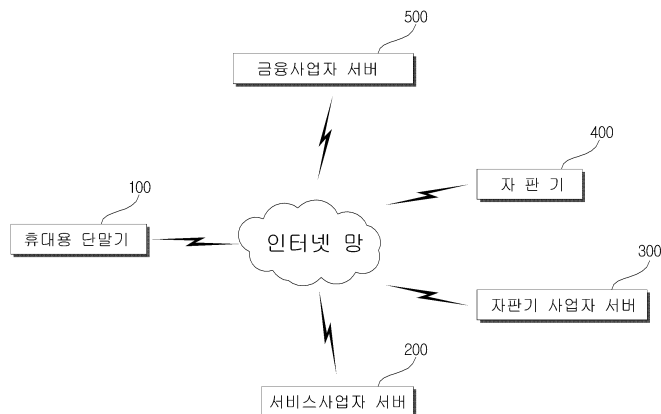 500
금융사업자 서버
400
자 판 기
100
휴대용 단말기
인터넷 망
300
자판기 사업자 서버
200
서비스사업자 서버